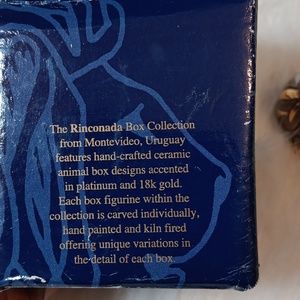 The Rinconada Box Collection
from Montevideo, Uruguay
features hand-crafted ceramic
animal box designs accented
in platinum and 18k gold.
Each box figurine within the
collection is carved individually,
hand painted and kiln fired
offering unique variations in
the detail of each box.